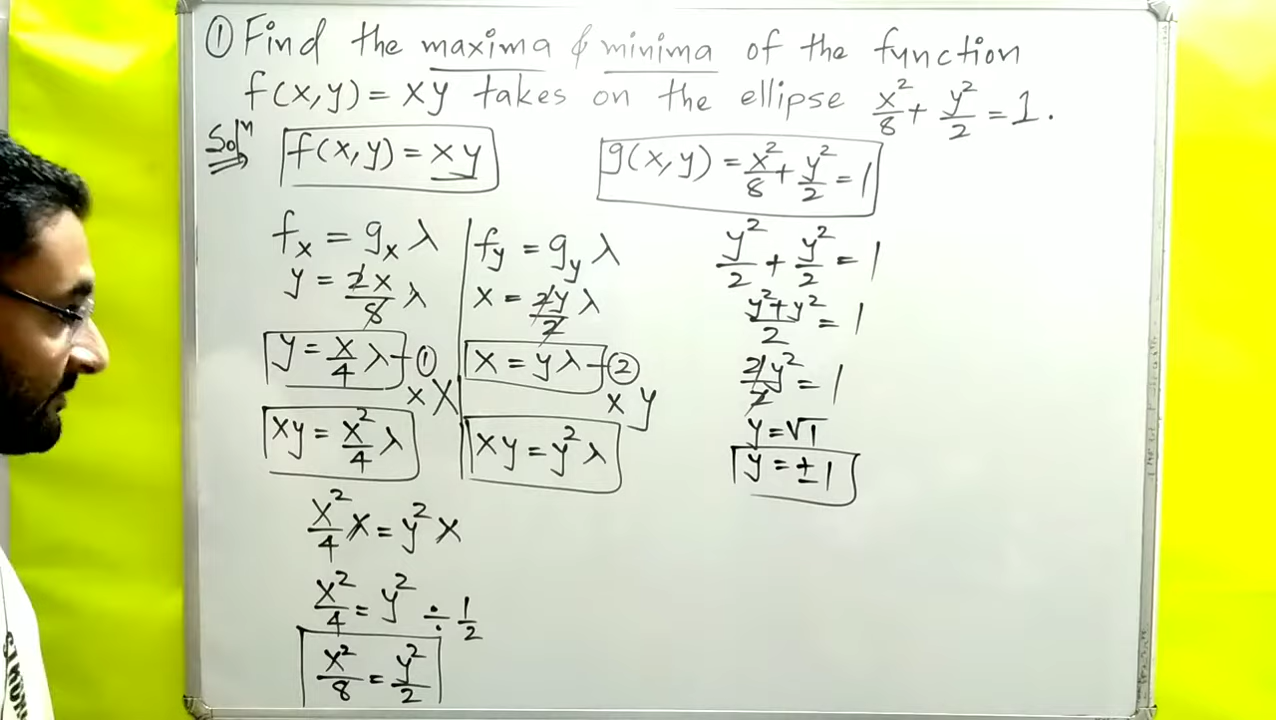 ① Find the maxima & minima of the function
f(x,y) = xy takes on the ellipse x²/8 + y²/2 = 1.
Solⁿ
f(x,y) = xy
g(x,y) = x²/8 + y²/2 = 1
fx = gx λ
y = 2x/8 λ
y = x/4 λ -①
× X
xy = x²/4 λ
fy = gy λ
x = 2y/2 λ
x = yλ -②
× y
xy = y²λ
x²/4 λ = y² λ
x²/4 = y² ÷ 1/2
x²/8 = y²/2
y²/2 + y²/2 = 1
y²+y²/2 = 1
2y²/2 = 1
y = √1
y = ±1